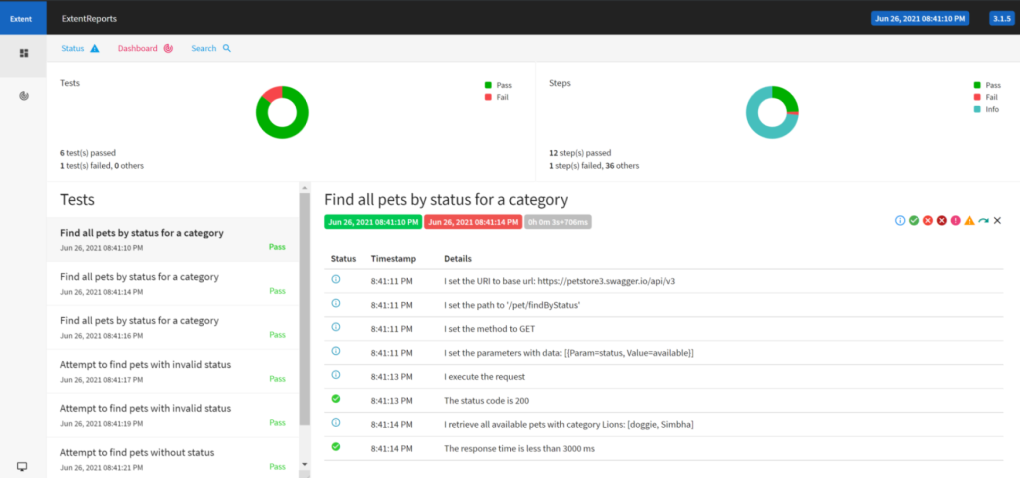 Extent
ExtentReports
Jun 26, 2021 08:41:10 PM
3.1.5
Status
Dashboard
Search
Tests
Pass
Fail
6 test(s) passed
1 test(s) failed, 0 others
Steps
Pass
Fail
Info
12 step(s) passed
1 step(s) failed, 36 others
Tests
Find all pets by status for a category
Jun 26, 2021 08:41:10 PM
Pass
Find all pets by status for a category
Jun 26, 2021 08:41:14 PM
Pass
Find all pets by status for a category
Jun 26, 2021 08:41:16 PM
Pass
Attempt to find pets with invalid status
Jun 26, 2021 08:41:17 PM
Pass
Attempt to find pets with invalid status
Jun 26, 2021 08:41:19 PM
Pass
Attempt to find pets without status
Jun 26, 2021 08:41:21 PM
Pass
Find all pets by status for a category
Jun 26, 2021 08:41:10 PM Jun 26, 2021 08:41:14 PM 0h 0m 3s+706ms
Status Timestamp Details
8:41:11 PM I set the URI to base url: https://petstore3.swagger.io/api/v3
8:41:11 PM I set the path to '/pet/findByStatus'
8:41:11 PM I set the method to GET
8:41:11 PM I set the parameters with data: [{Param=status, Value=available}]
8:41:13 PM I execute the request
8:41:13 PM The status code is 200
8:41:14 PM I retrieve all available pets with category Lions: [doggie, Simbha]
8:41:14 PM The response time is less than 3000 ms